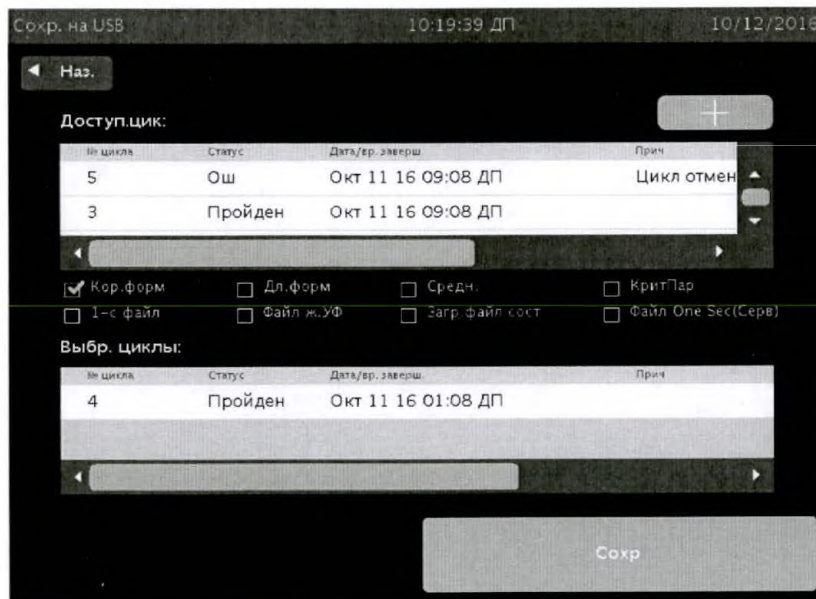 Сохр. на USB 10:19:39 ДП 10/12/2016
Наз.
Доступ.цик:
№ цикла Статус Дата/вр. заверш. Прич
5 Ош Окт 11 16 09:08 ДП Цикл отмен
3 Пройден Окт 11 16 09:08 ДП
Кор.форм Дл.форм Средн. КритПар
1-с файл Файл ж.УФ Загр.файл сост Файл One Sec(Серв)
Выбр. циклы:
№ цикла Статус Дата/вр. заверш. Прич
4 Пройден Окт 11 16 01:08 ДП
Сохр